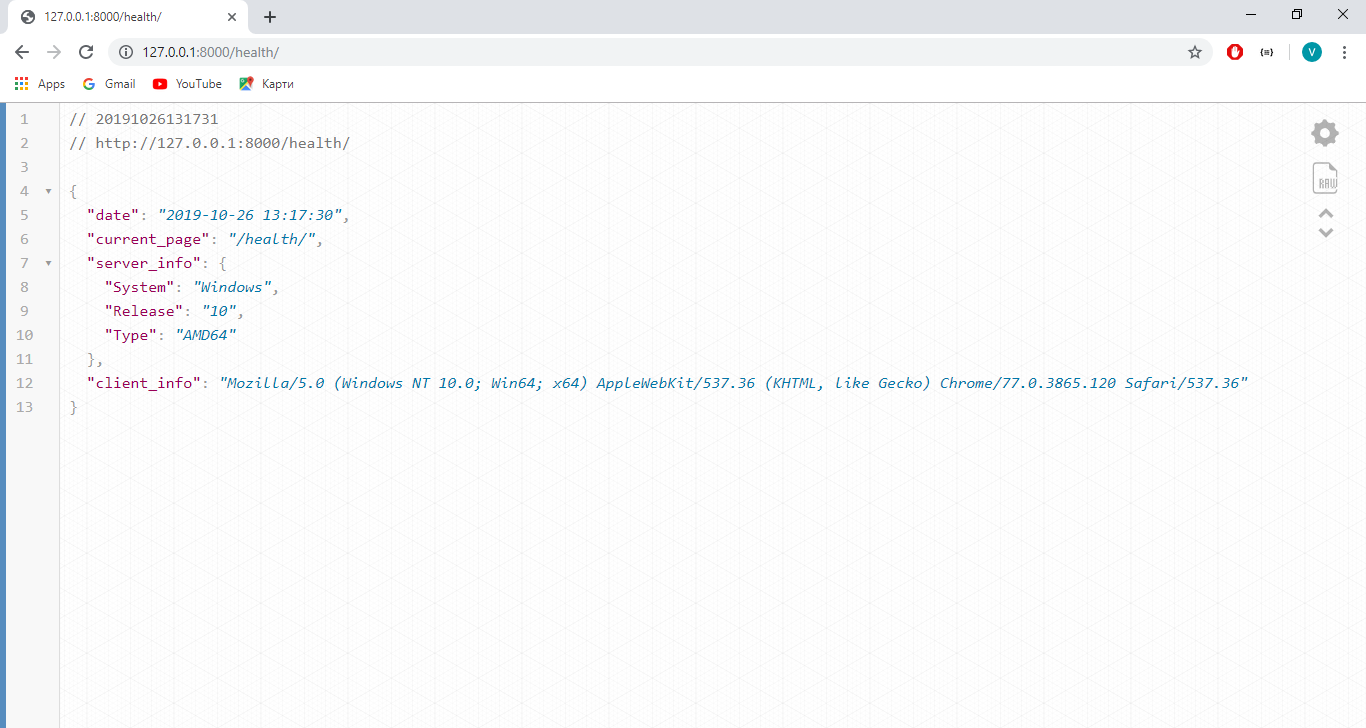 127.0.0.1:8000/health/
127.0.0.1:8000/health/
V
Apps Gmail YouTube Карти
1 // 20191026131731
2 // http://127.0.0.1:8000/health/
3
4 {
5 "date": "2019-10-26 13:17:30",
6 "current_page": "/health/",
7 "server_info": {
8 "System": "Windows",
9 "Release": "10",
10 "Type": "AMD64"
11 },
12 "client_info": "Mozilla/5.0 (Windows NT 10.0; Win64; x64) AppleWebKit/537.36 (KHTML, like Gecko) Chrome/77.0.3865.120 Safari/537.36"
13 }
RAW